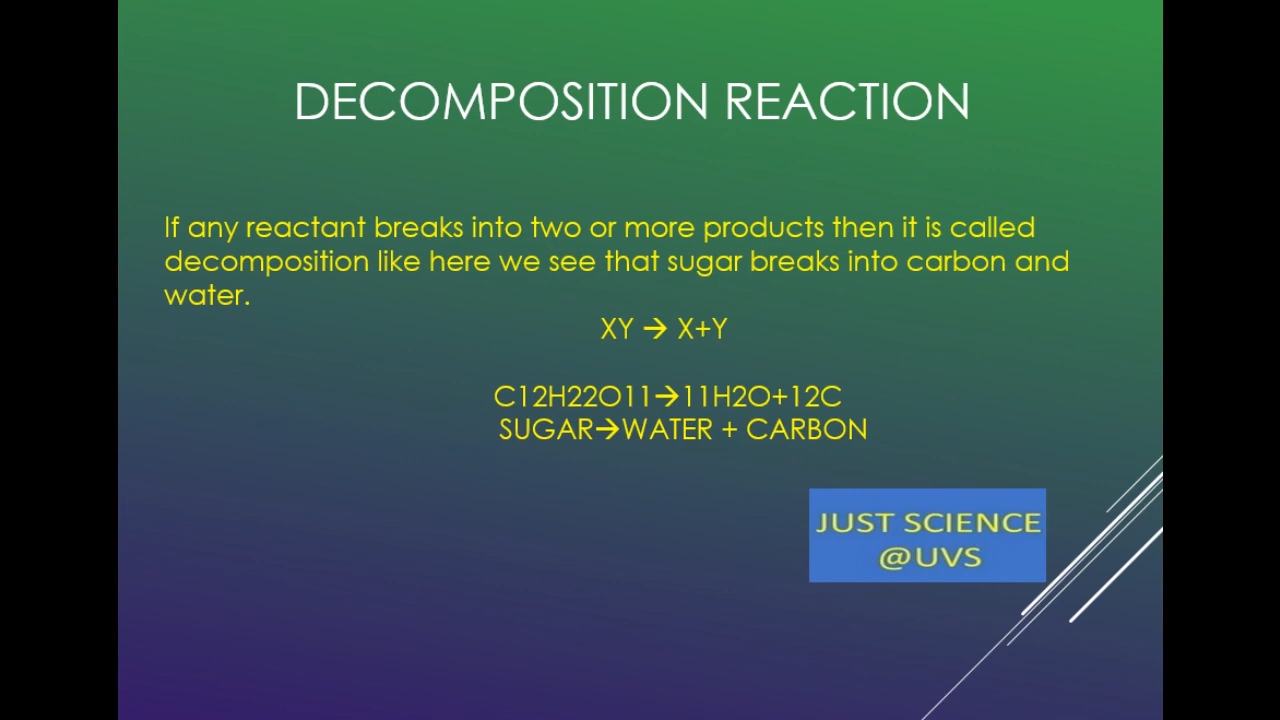 DECOMPOSITION REACTION
If any reactant breaks into two or more products then it is called
decomposition like here we see that sugar breaks into carbon and
water.
XY → X+Y
C12H22O11→11H2O+12C
SUGAR→WATER + CARBON
JUST SCIENCE
@UVS